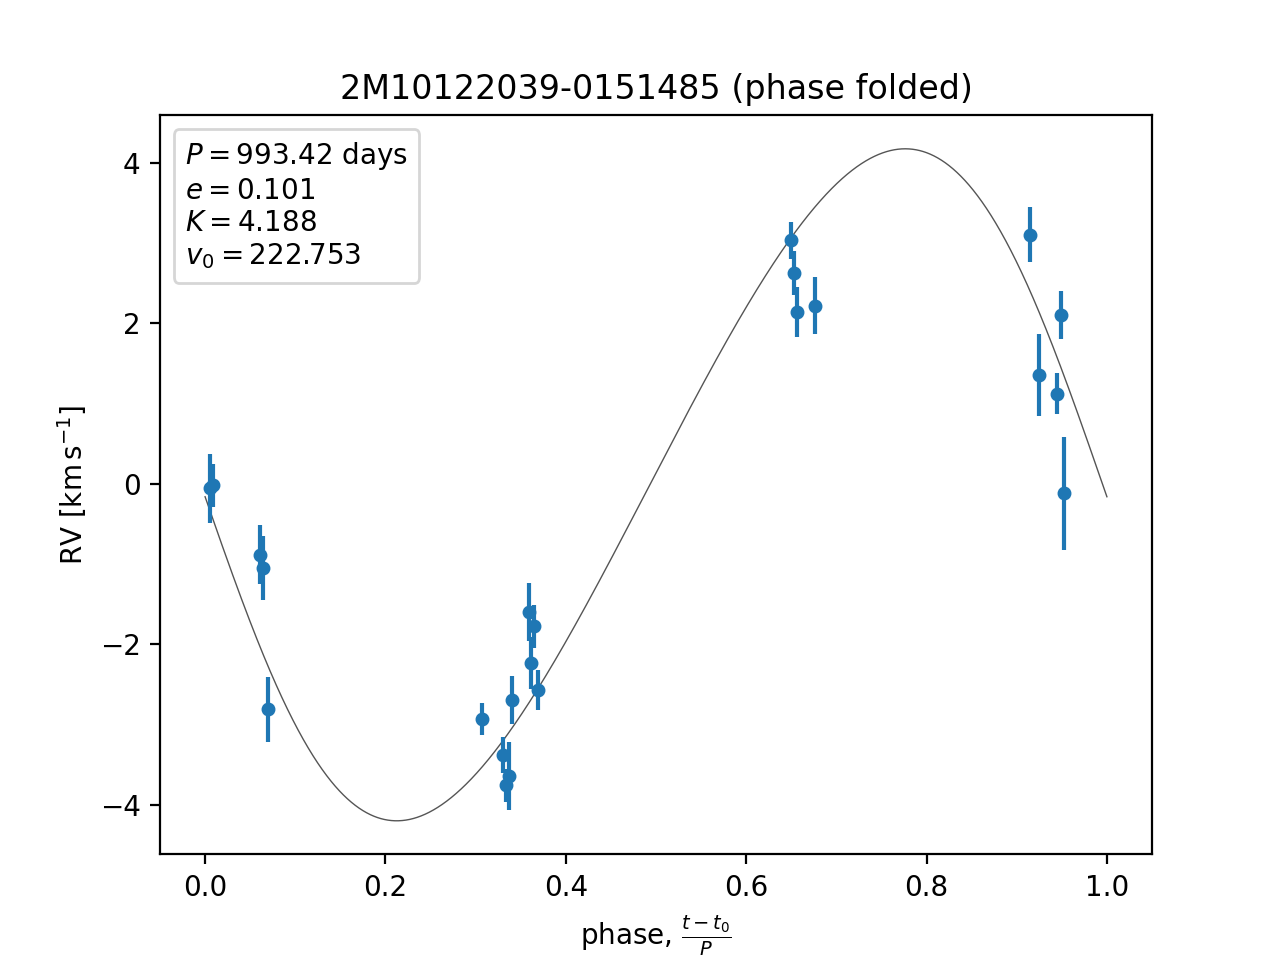 2M10122039-0151485 (phase folded)
P = 993.42 days
e = 0.101
K = 4.188
v₀ = 222.753
4
2
0
−2
−4
RV [km s⁻¹]
0.0 0.2 0.4 0.6 0.8 1.0
phase, (t − t₀)/P